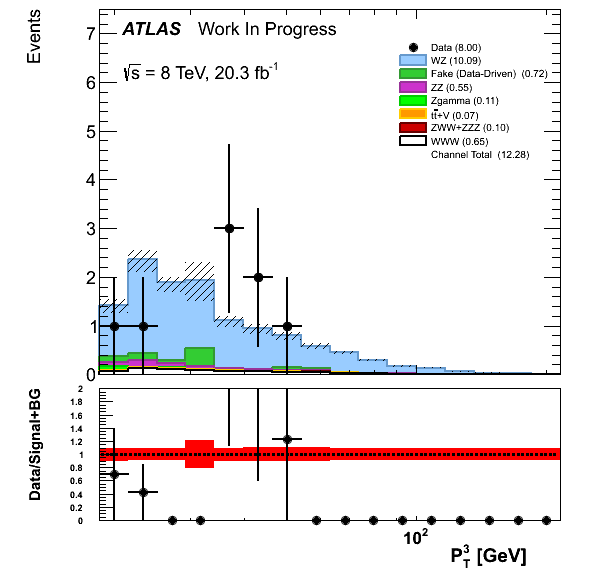 Events
ATLAS Work In Progress
√s = 8 TeV, 20.3 fb⁻¹
Data (8.00)
WZ (10.09)
Fake (Data-Driven) (0.72)
ZZ (0.55)
Zgamma (0.11)
tt̄+V (0.07)
ZWW+ZZZ (0.10)
WWW (0.65)
Channel Total (12.28)
7
6
5
4
3
2
1
0
Data/Signal+BG
2
1.8
1.6
1.4
1.2
1
0.8
0.6
0.4
0.2
0
10²
P³_T [GeV]